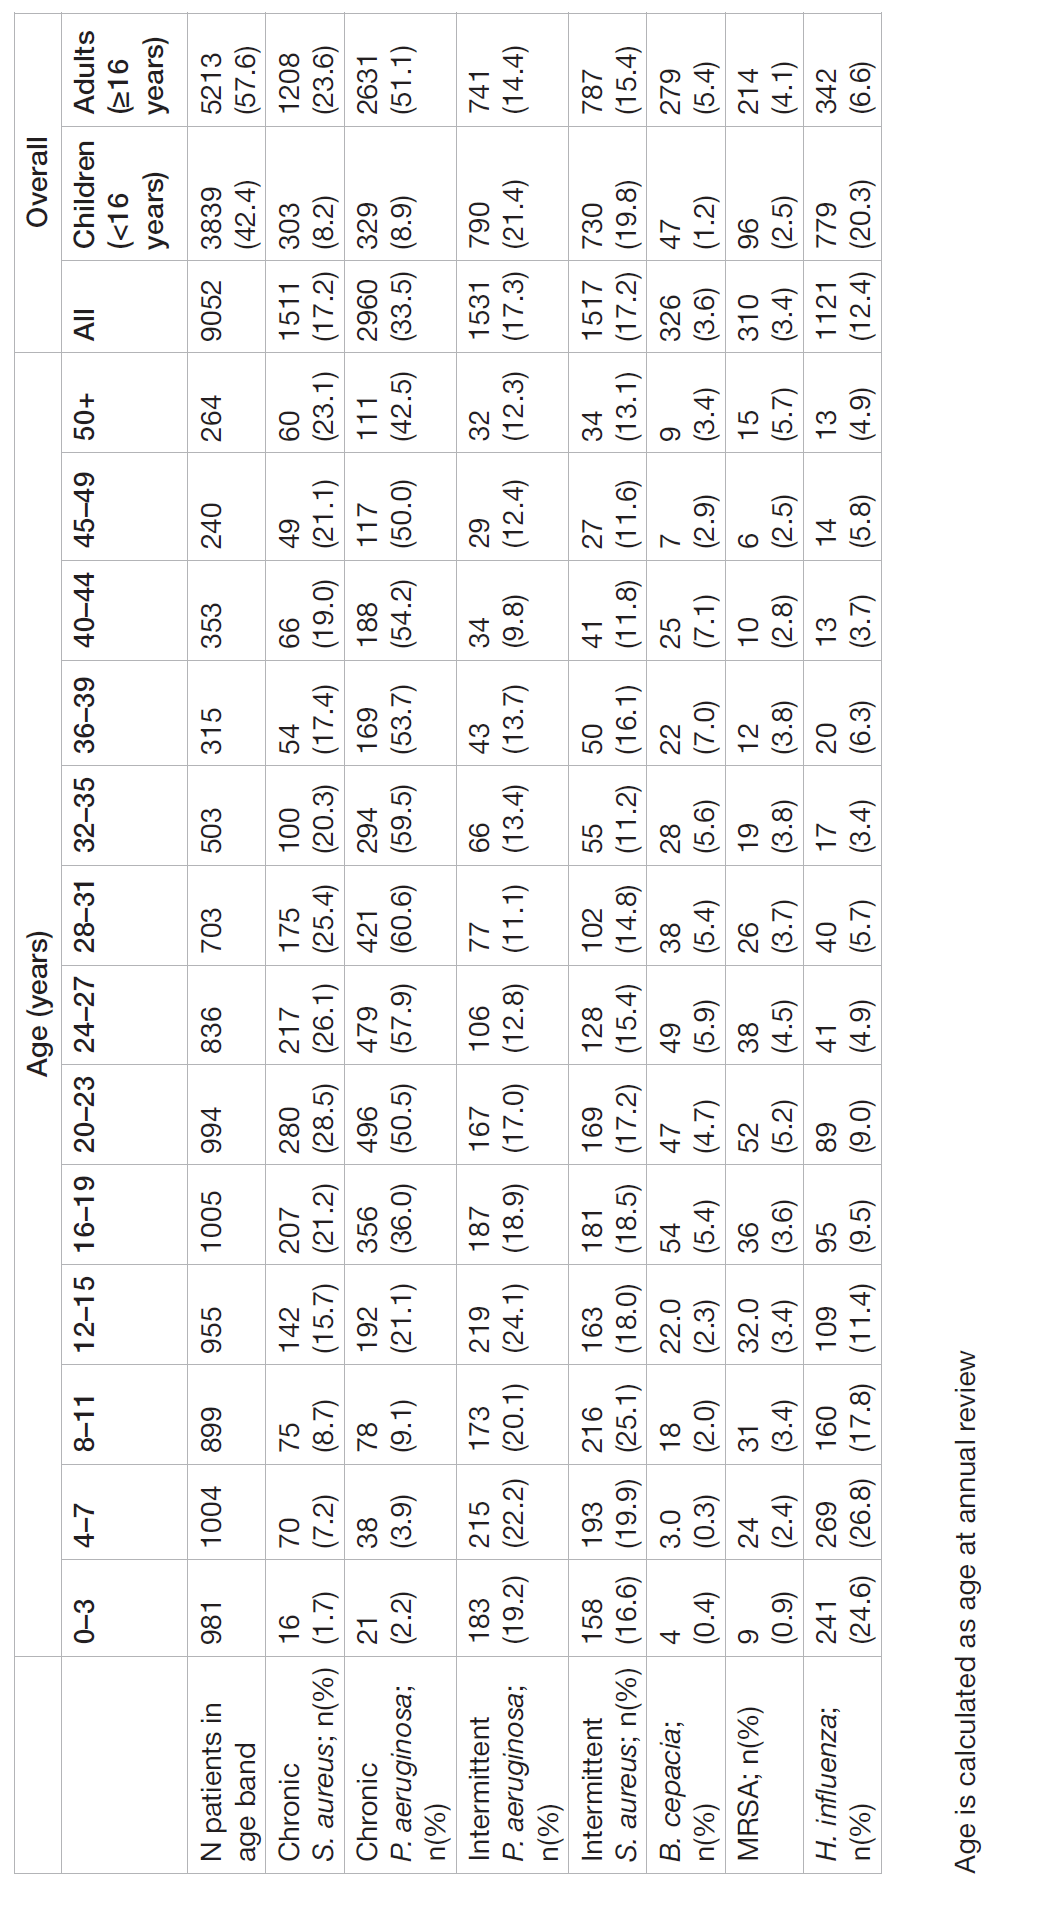 Age (years) Overall
0–3 4–7 8–11 12–15 16–19 20–23 24–27 28–31 32–35 36–39 40–44 45–49 50+ All Children Adults
(<16 (≥16
years) years)
N patients in 981 1004 899 955 1005 994 836 703 503 315 353 240 264 9052 3839 5213
age band (42.4) (57.6)
Chronic 16 70 75 142 207 280 217 175 100 54 66 49 60 1511 303 1208
S. aureus; n(%) (1.7) (7.2) (8.7) (15.7) (21.2) (28.5) (26.1) (25.4) (20.3) (17.4) (19.0) (21.1) (23.1) (17.2) (8.2) (23.6)
Chronic 21 38 78 192 356 496 479 421 294 169 188 117 111 2960 329 2631
P. aeruginosa; (2.2) (3.9) (9.1) (21.1) (36.0) (50.5) (57.9) (60.6) (59.5) (53.7) (54.2) (50.0) (42.5) (33.5) (8.9) (51.1)
n(%)
Intermittent 183 215 173 219 187 167 106 77 66 43 34 29 32 1531 790 741
P. aeruginosa; (19.2) (22.2) (20.1) (24.1) (18.9) (17.0) (12.8) (11.1) (13.4) (13.7) (9.8) (12.4) (12.3) (17.3) (21.4) (14.4)
n(%)
Intermittent 158 193 216 163 181 169 128 102 55 50 41 27 34 1517 730 787
S. aureus; n(%) (16.6) (19.9) (25.1) (18.0) (18.5) (17.2) (15.4) (14.8) (11.2) (16.1) (11.8) (11.6) (13.1) (17.2) (19.8) (15.4)
B. cepacia; 4 3.0 18 22.0 54 47 49 38 28 22 25 7 9 326 47 279
n(%) (0.4) (0.3) (2.0) (2.3) (5.4) (4.7) (5.9) (5.4) (5.6) (7.0) (7.1) (2.9) (3.4) (3.6) (1.2) (5.4)
MRSA; n(%) 9 24 31 32.0 36 52 38 26 19 12 10 6 15 310 96 214
(0.9) (2.4) (3.4) (3.4) (3.6) (5.2) (4.5) (3.7) (3.8) (3.8) (2.8) (2.5) (5.7) (3.4) (2.5) (4.1)
H. influenza; 241 269 160 109 95 89 41 40 17 20 13 14 13 1121 779 342
n(%) (24.6) (26.8) (17.8) (11.4) (9.5) (9.0) (4.9) (5.7) (3.4) (6.3) (3.7) (5.8) (4.9) (12.4) (20.3) (6.6)
Age is calculated as age at annual review